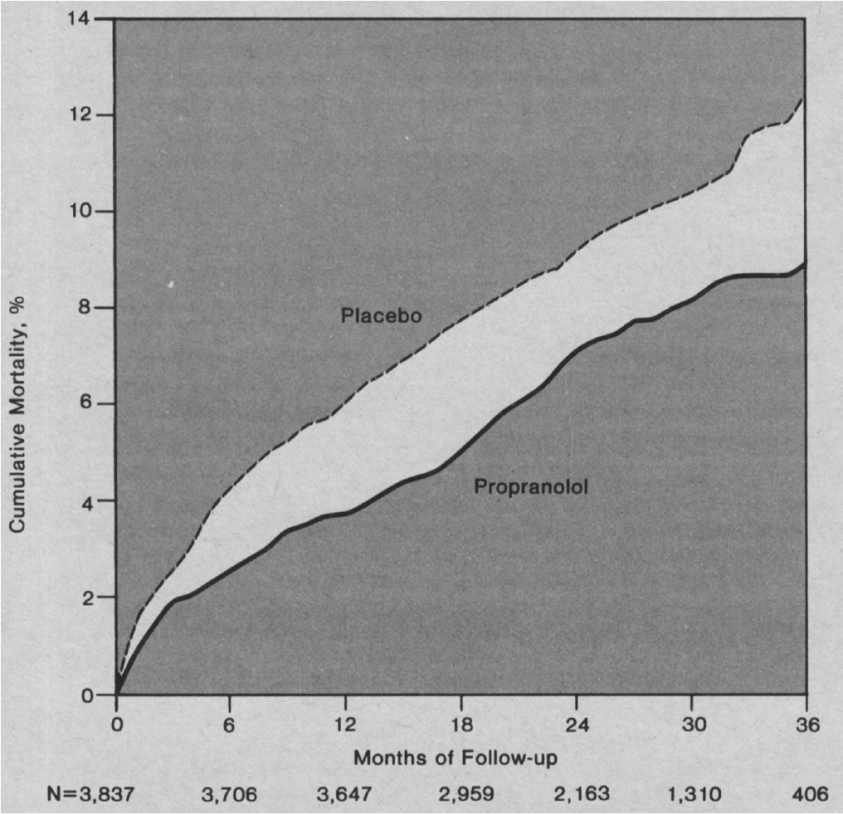 14
12
10
8
6
4
2
0
Cumulative Mortality, %
Placebo
Propranolol
0 6 12 18 24 30 36
Months of Follow-up
N=3,837 3,706 3,647 2,959 2,163 1,310 406